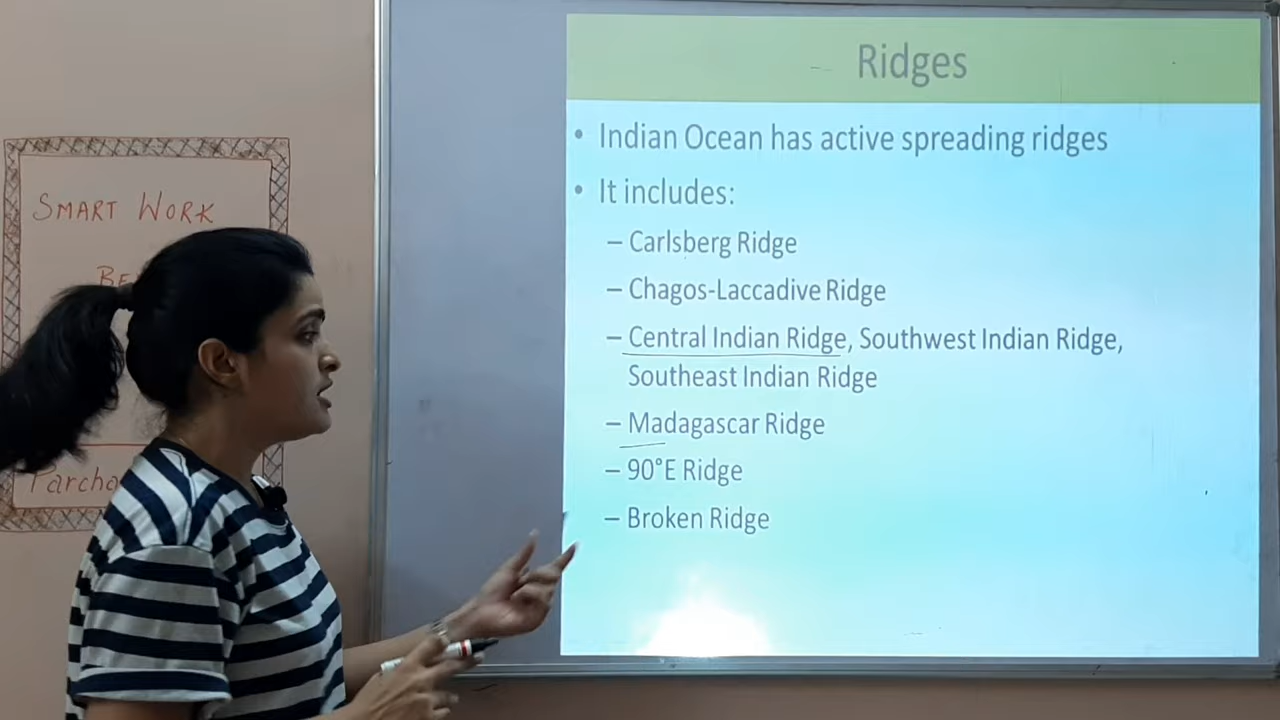 Ridges
• Indian Ocean has active spreading ridges
• It includes:
– Carlsberg Ridge
– Chagos-Laccadive Ridge
– Central Indian Ridge, Southwest Indian Ridge,
Southeast Indian Ridge
– Madagascar Ridge
– 90°E Ridge
– Broken Ridge
SMART WORK